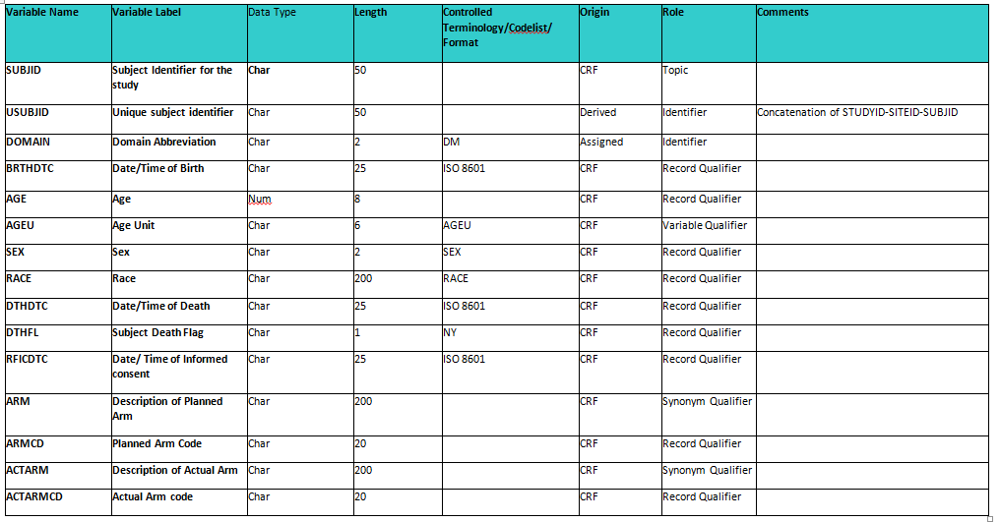 Variable Name Variable Label Data Type Length Controlled Terminology/Codelist/ Format Origin Role Comments
SUBJID Subject Identifier for the study Char 50 CRF Topic
USUBJID Unique subject identifier Char 50 Derived Identifier Concatenation of STUDYID-SITEID-SUBJID
DOMAIN Domain Abbreviation Char 2 DM Assigned Identifier
BRTHDTC Date/Time of Birth Char 25 ISO 8601 CRF Record Qualifier
AGE Age Num 8 CRF Record Qualifier
AGEU Age Unit Char 6 AGEU CRF Variable Qualifier
SEX Sex Char 2 SEX CRF Record Qualifier
RACE Race Char 200 RACE CRF Record Qualifier
DTHDTC Date/Time of Death Char 25 ISO 8601 CRF Record Qualifier
DTHFL Subject Death Flag Char 1 NY CRF Record Qualifier
RFICDTC Date/ Time of Informed consent Char 25 ISO 8601 CRF Record Qualifier
ARM Description of Planned Arm Char 200 CRF Synonym Qualifier
ARMCD Planned Arm Code Char 20 CRF Record Qualifier
ACTARM Description of Actual Arm Char 200 CRF Synonym Qualifier
ACTARMCD Actual Arm code Char 20 CRF Record Qualifier